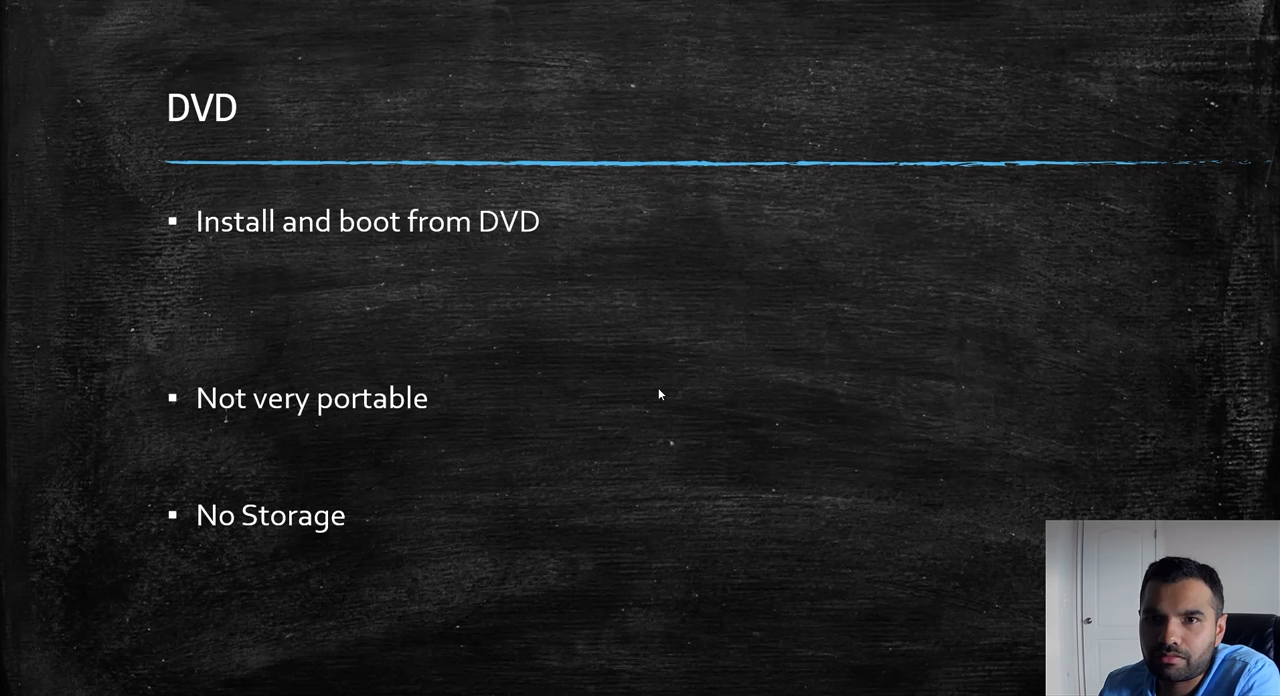 DVD
▪ Install and boot from DVD
▪ Not very portable
▪ No Storage